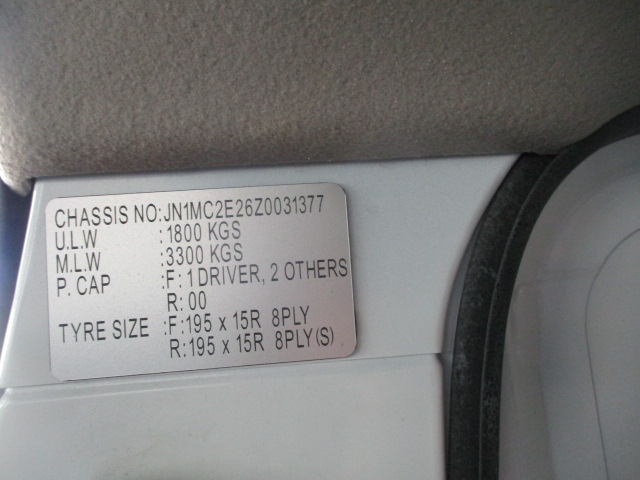 CHASSIS NO:JN1MC2E26Z0031377
U.L.W :1800 KGS
M.L.W :3300 KGS
P. CAP :F: 1 DRIVER, 2 OTHERS
R: 00
TYRE SIZE :F:195 x 15R 8PLY
R:195 x 15R 8PLY(S)